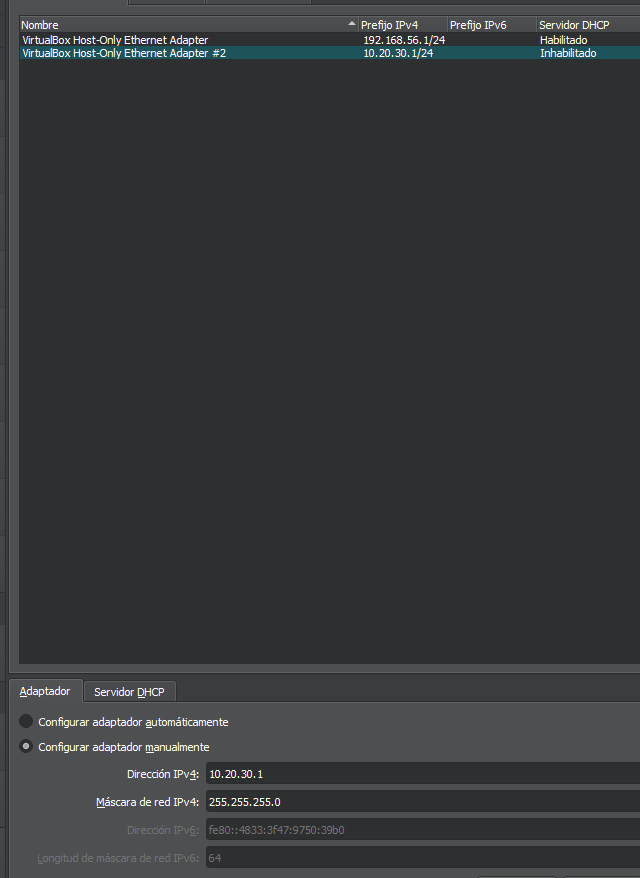 Nombre Prefijo IPv4 Prefijo IPv6 Servidor DHCP
VirtualBox Host-Only Ethernet Adapter 192.168.56.1/24 Habilitado
VirtualBox Host-Only Ethernet Adapter #2 10.20.30.1/24 Inhabilitado
Adaptador Servidor DHCP
Configurar adaptador automáticamente
Configurar adaptador manualmente
Dirección IPv4: 10.20.30.1
Máscara de red IPv4: 255.255.255.0
Dirección IPv6: fe80::4833:3f47:9750:39b0
Longitud de máscara de red IPv6: 64